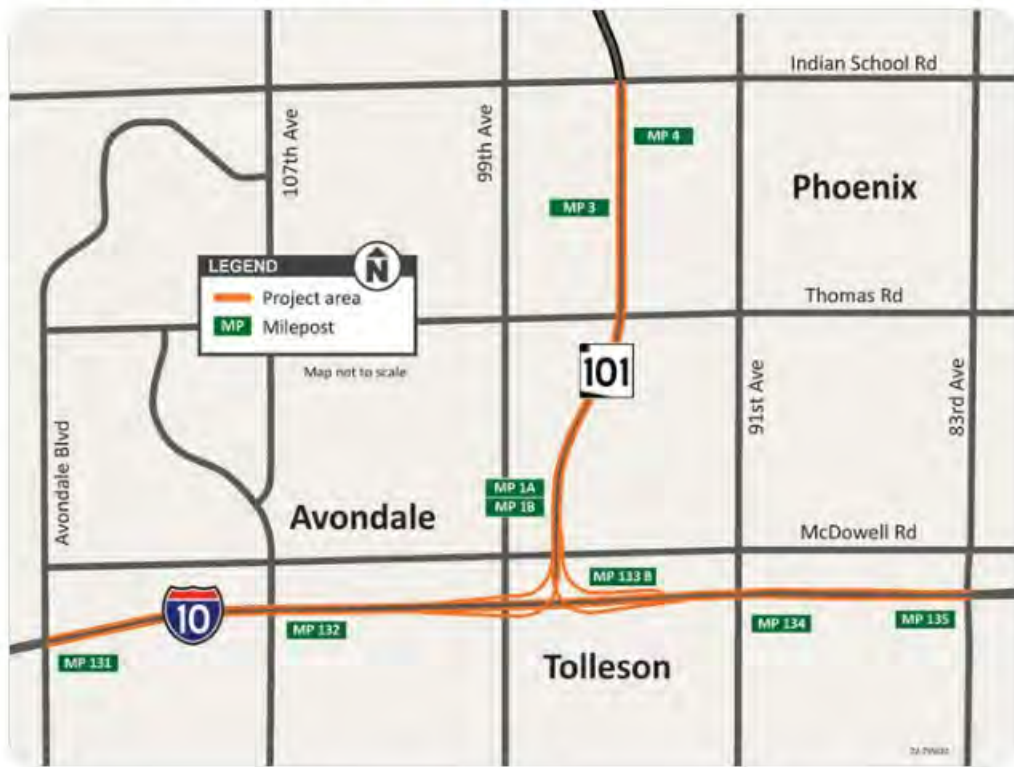 Indian School Rd
107th Ave
99th Ave
MP 4
MP 3
Phoenix
LEGEND
N
Project area
MP Milepost
Map not to scale
Thomas Rd
101
91st Ave
83rd Ave
Avondale Blvd
MP 1A
MP 1B
Avondale
McDowell Rd
MP 133 B
10
MP 132
MP 134
MP 135
MP 131
Tolleson